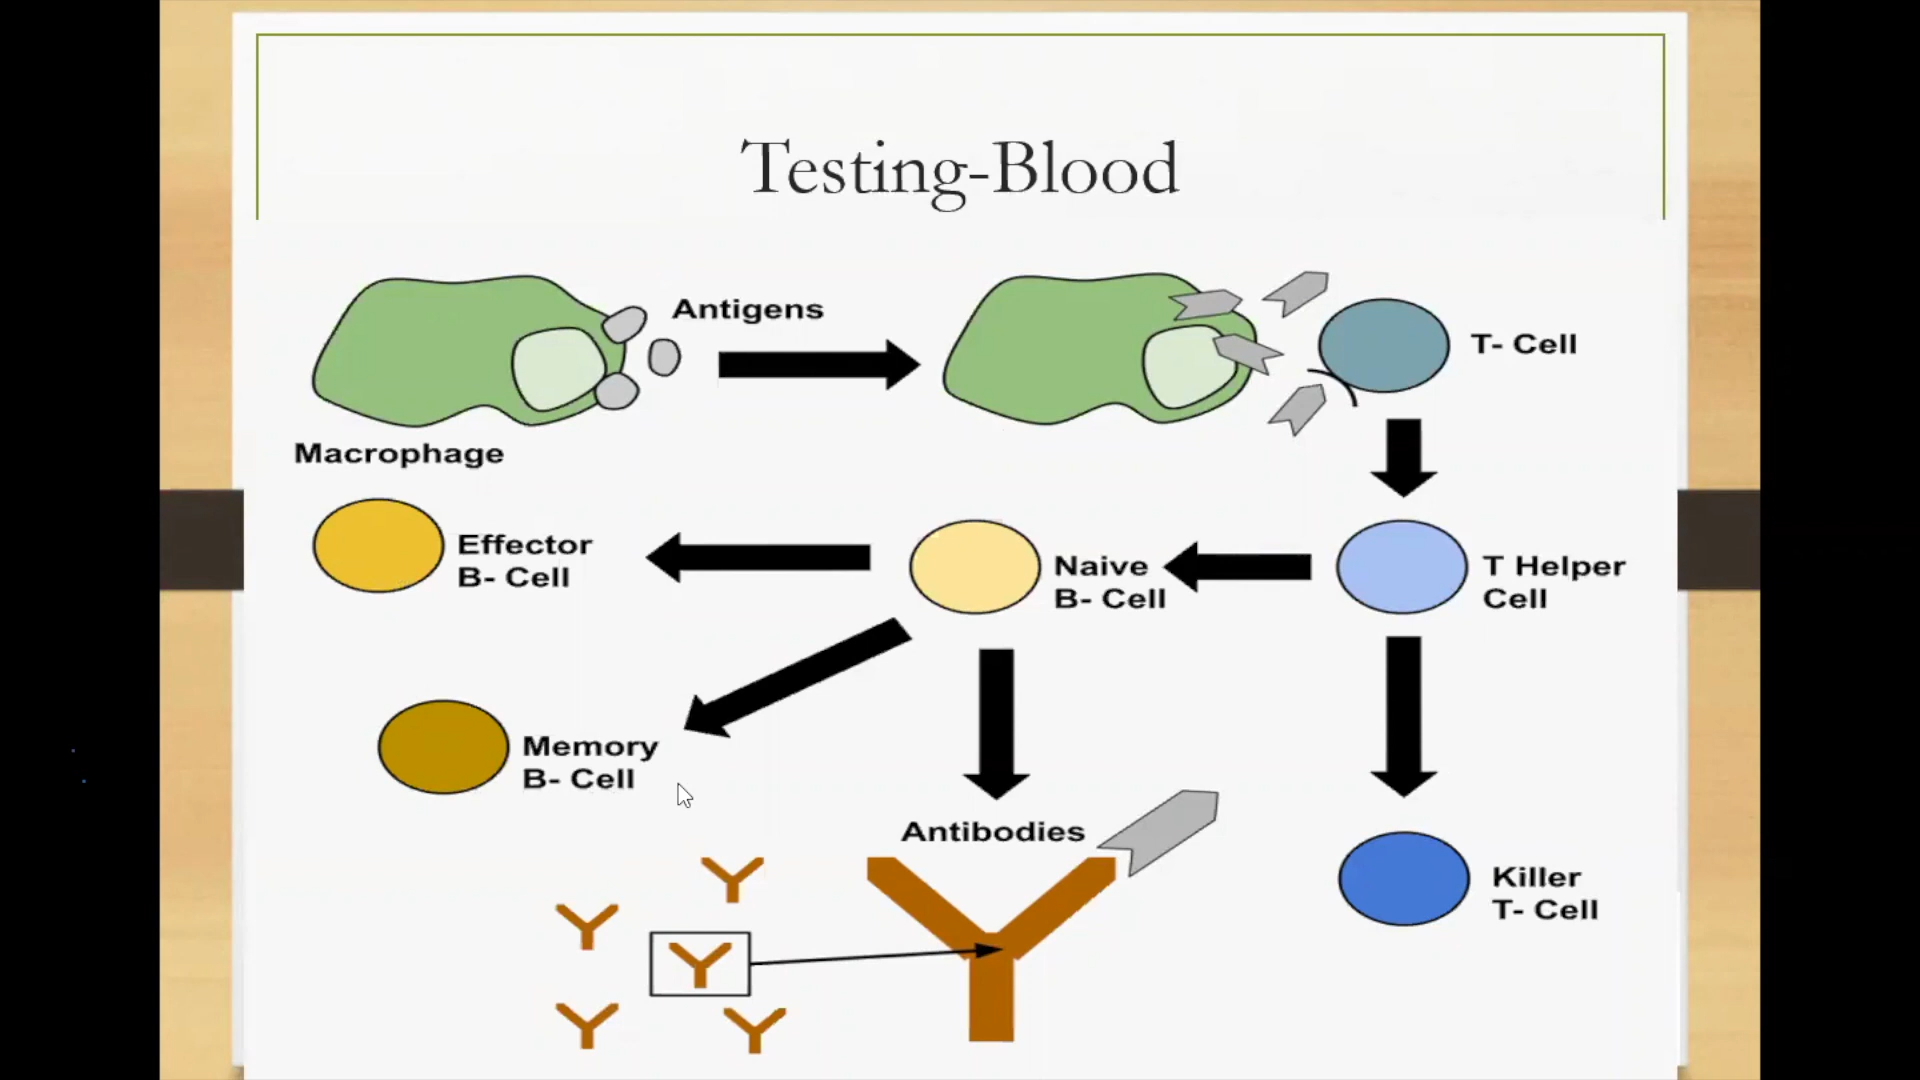 Testing-Blood
Antigens
T- Cell
Macrophage
Effector
B- Cell
Naive
B- Cell
T Helper
Cell
Memory
B- Cell
Antibodies
Killer
T- Cell